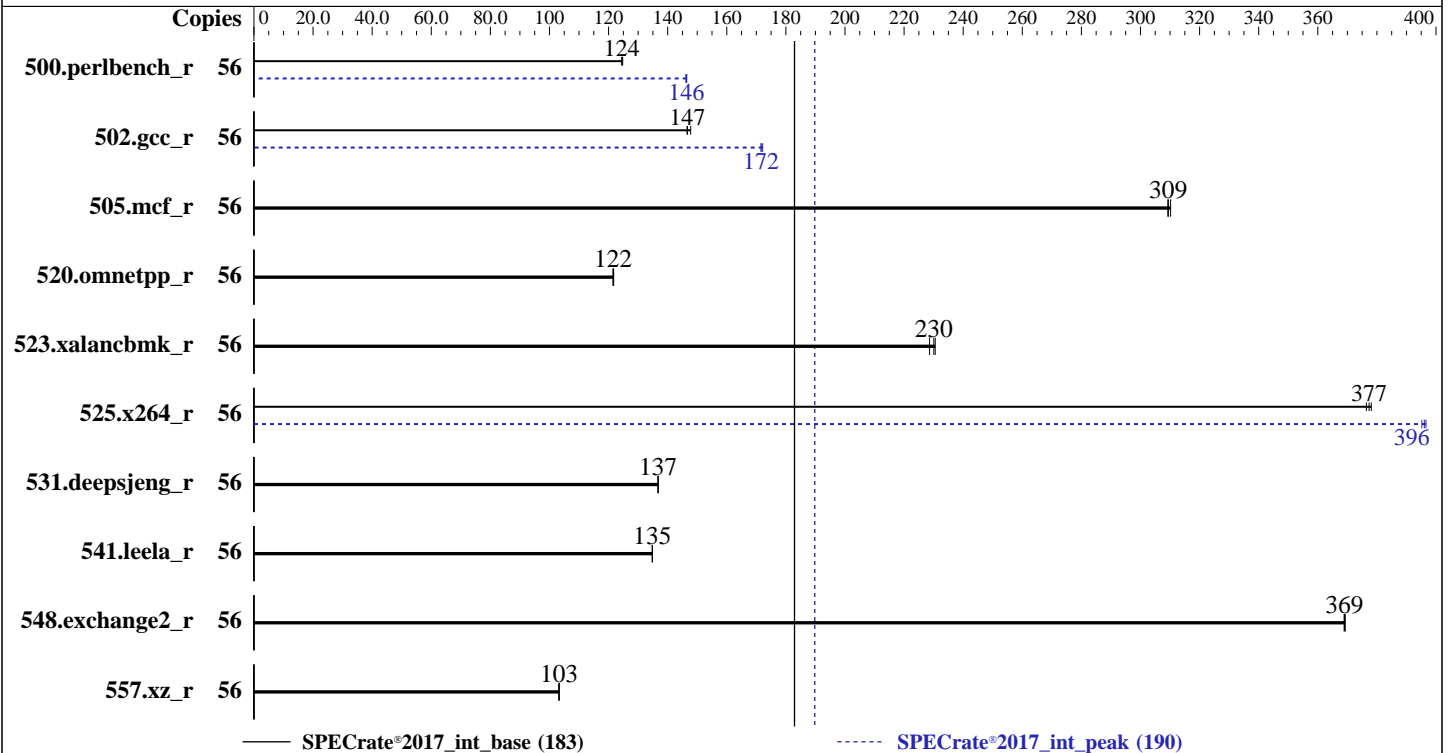 Copies 0 20.0 40.0 60.0 80.0 100 120 140 160 180 200 220 240 260 280 300 320 340 360 400
124
500.perlbench_r 56
146
147
502.gcc_r 56
172
309
505.mcf_r 56
122
520.omnetpp_r 56
230
523.xalancbmk_r 56
377
525.x264_r 56
396
137
531.deepsjeng_r 56
135
541.leela_r 56
369
548.exchange2_r 56
103
557.xz_r 56
SPECrate®2017_int_base (183) SPECrate®2017_int_peak (190)